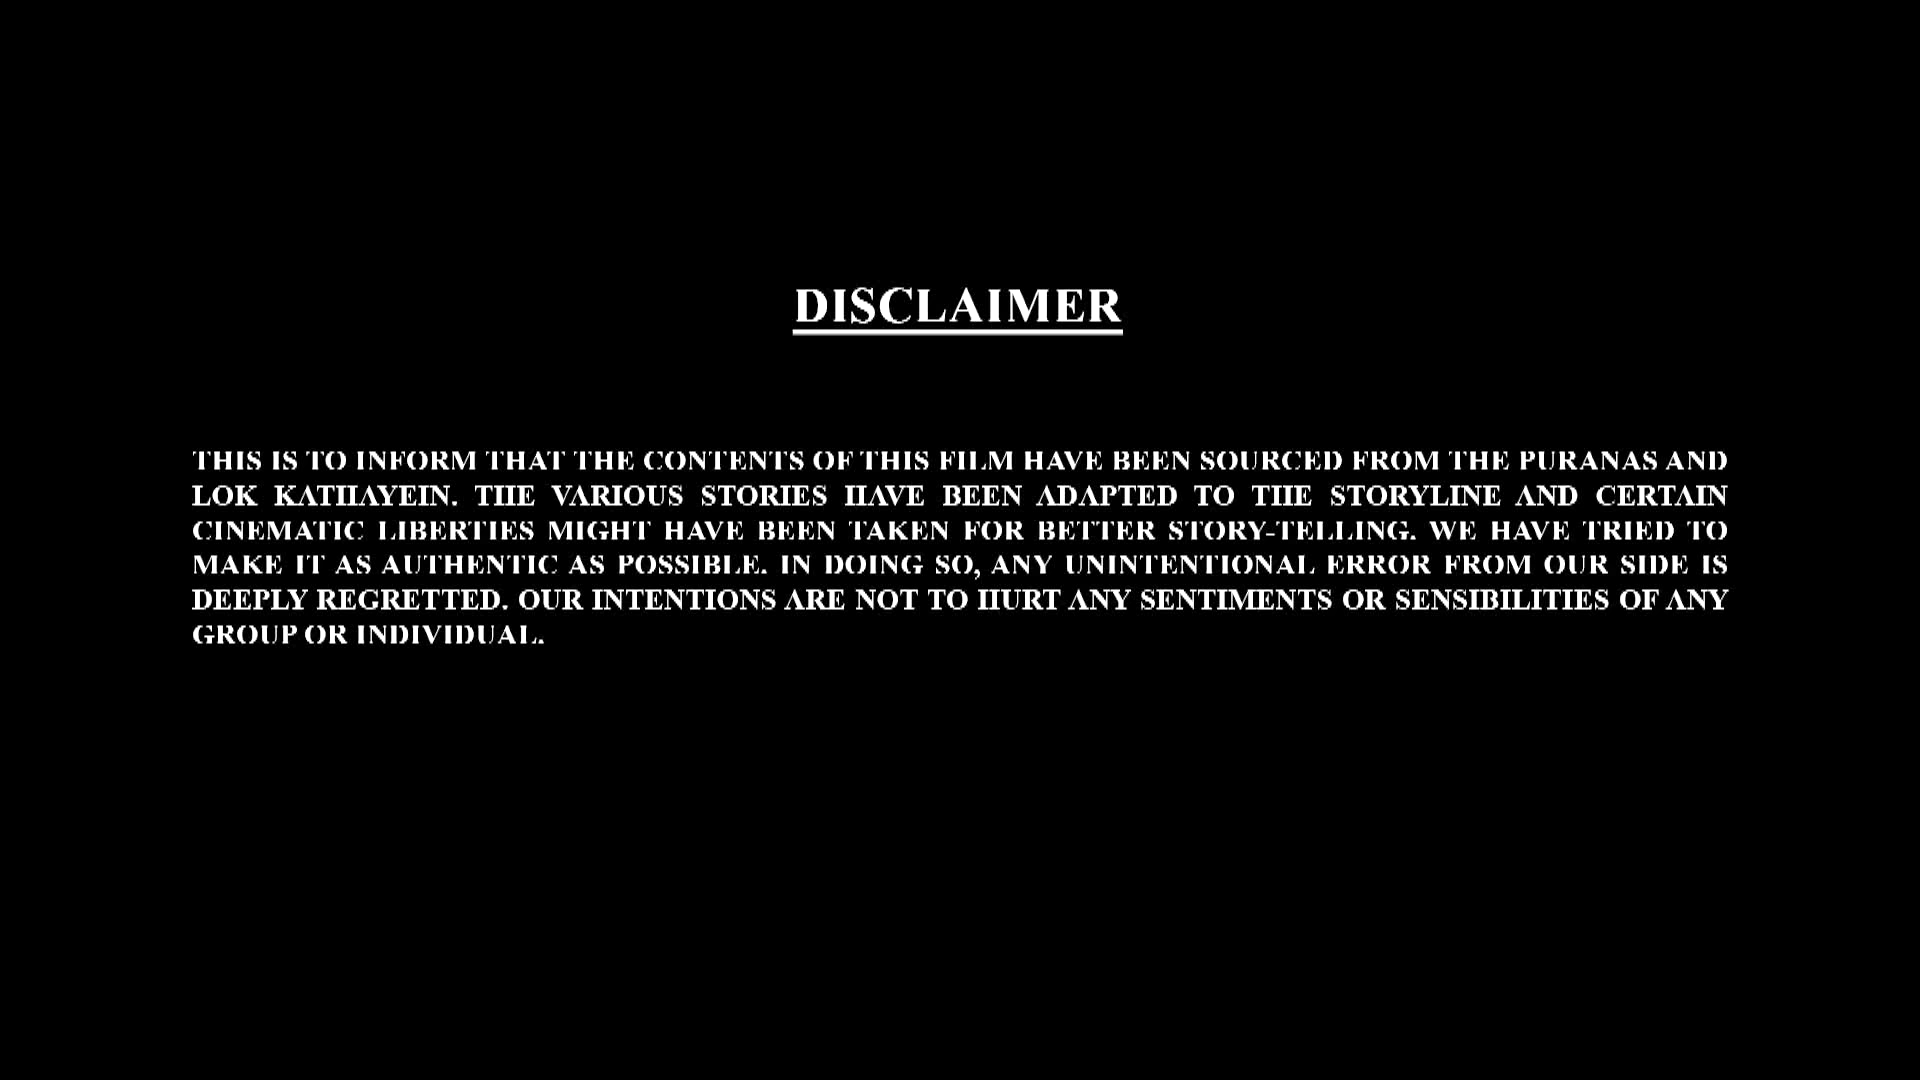 DISCLAIMER
THIS IS TO INFORM THAT THE CONTENTS OF THIS FILM HAVE BEEN SOURCED FROM THE PURANAS AND
LOK KATHAYEIN. THE VARIOUS STORIES HAVE BEEN ADAPTED TO THE STORYLINE AND CERTAIN
CINEMATIC LIBERTIES MIGHT HAVE BEEN TAKEN FOR BETTER STORY-TELLING. WE HAVE TRIED TO
MAKE IT AS AUTHENTIC AS POSSIBLE. IN DOING SO, ANY UNINTENTIONAL ERROR FROM OUR SIDE IS
DEEPLY REGRETTED. OUR INTENTIONS ARE NOT TO HURT ANY SENTIMENTS OR SENSIBILITIES OF ANY
GROUP OR INDIVIDUAL.